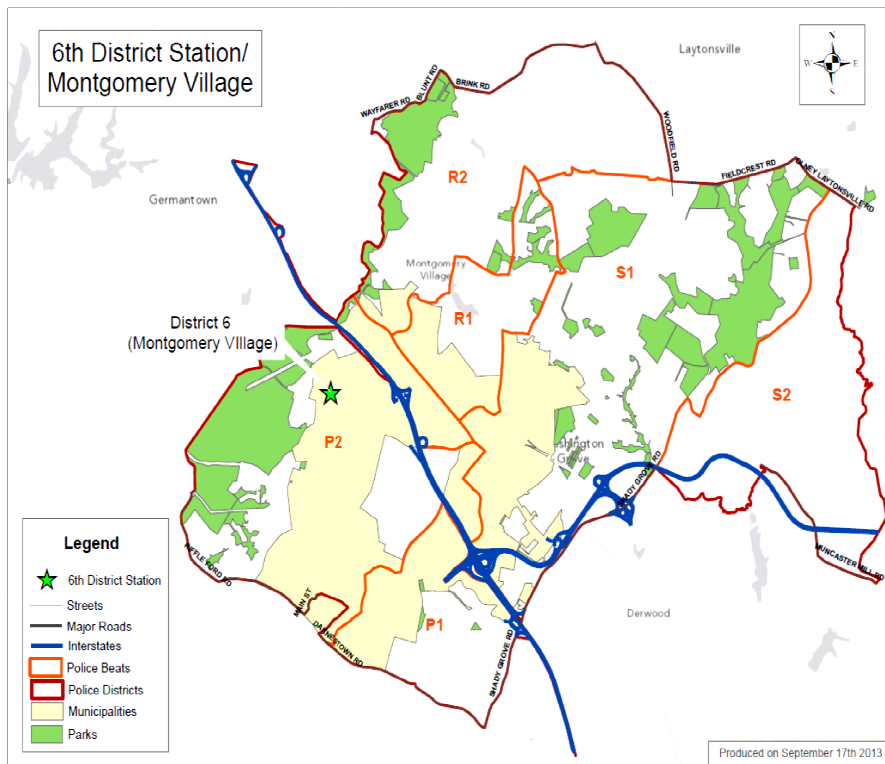 6th District Station/
Montgomery Village
Laytonsville
N
W E
S
BLUNT RD
BRINK RD
WAYFARER RD
WOODFIELD RD
R2
FIELDCREST RD
OLNEY LAYTONSVILLE RD
Germantown
Montgomery
Village
S1
R1
District 6
(Montgomery VIllage)
S2
P2
shington
Grove
SHADY GROVE RD
Legend
6th District Station
Streets
Major Roads
Interstates
Police Beats
Police Districts
Municipalities
Parks
RIFFLE FORD RD
MAIN ST
DARNESTOWN RD
P1
SHADY GROVE RD
Derwood
MUNCASTER MILL RD
Produced on September 17th 2013